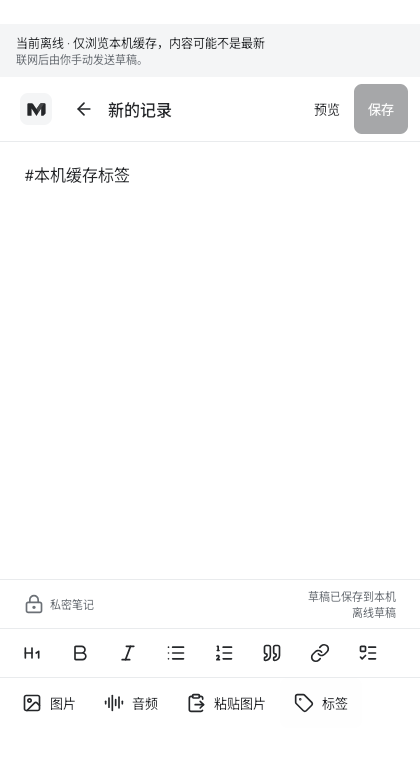 当前离线 · 仅浏览本机缓存，内容可能不是最新
联网后由你手动发送草稿。
M
新的记录
预览
保存
#本机缓存标签
私密笔记
草稿已保存到本机
离线草稿
H1
B
I
图片
音频
粘贴图片
标签